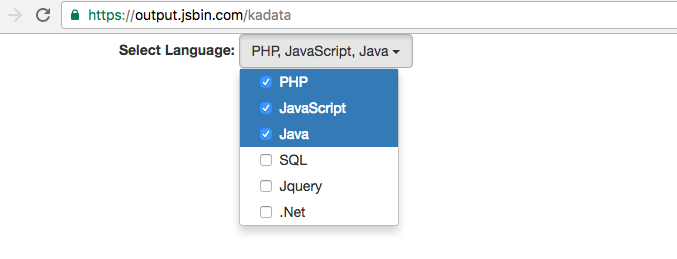 https://output.jsbin.com/kadata
Select Language: PHP, JavaScript, Java
PHP
JavaScript
Java
SQL
Jquery
.Net